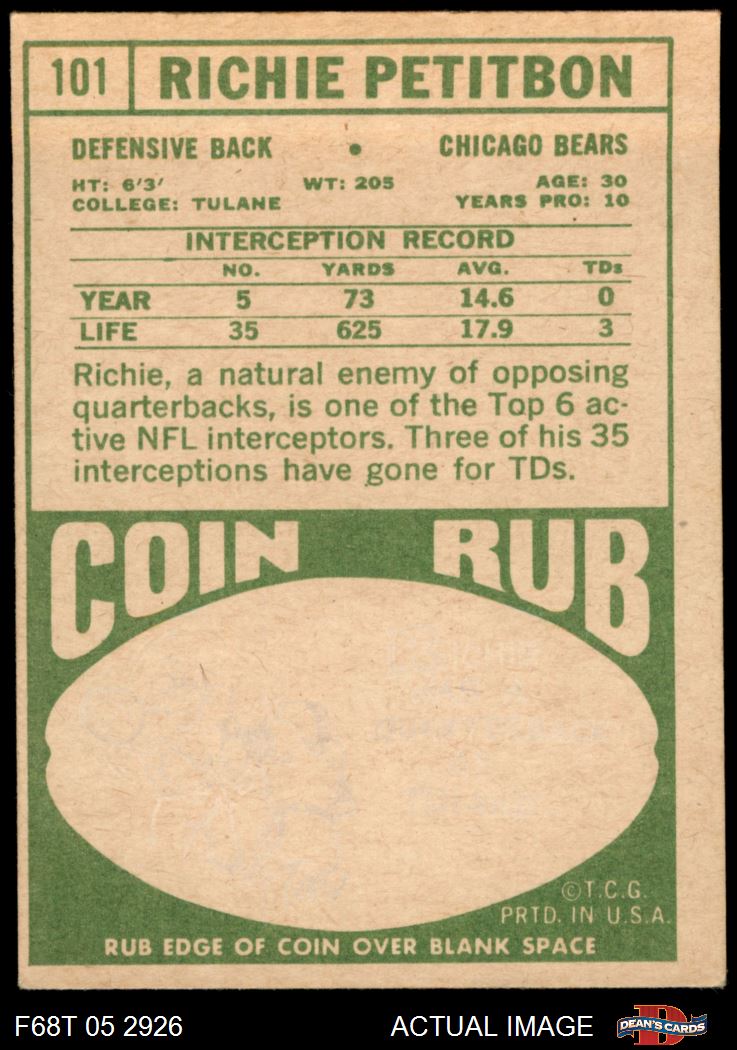 101 RICHIE PETITBON
DEFENSIVE BACK • CHICAGO BEARS
HT: 6'3' WT: 205 AGE: 30
COLLEGE: TULANE YEARS PRO: 10
INTERCEPTION RECORD
NO. YARDS AVG. TDs
YEAR 5 73 14.6 0
LIFE 35 625 17.9 3
Richie, a natural enemy of opposing
quarterbacks, is one of the Top 6 ac-
tive NFL interceptors. Three of his 35
interceptions have gone for TDs.
COIN RUB
RICHIE
©T.C.G.
PRTD. IN U.S.A.
RUB EDGE OF COIN OVER BLANK SPACE
F68T 05 2926 ACTUAL IMAGE D DEAN'S CARDS